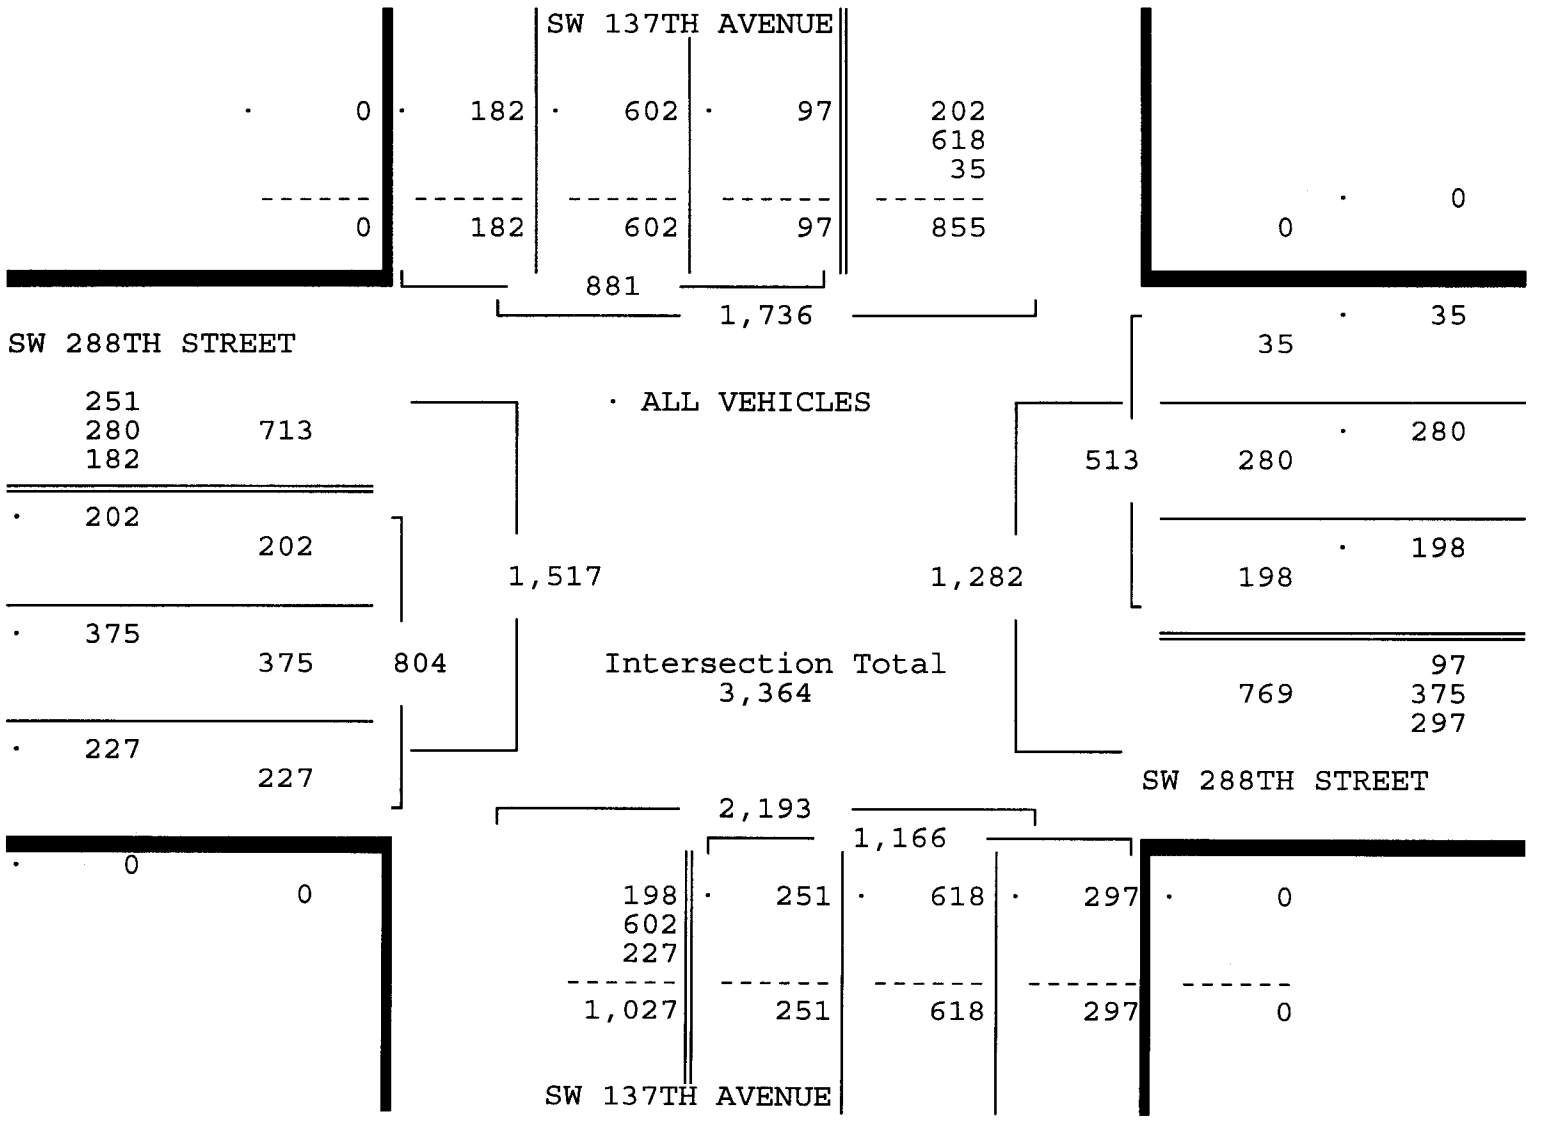 SW 137TH AVENUE
· 0 · 182 · 602 · 97 202
618
35
------ ------ ------ ------ ------ · 0
0 182 602 97 855 0
881
1,736 · 35
SW 288TH STREET 35
251 · ALL VEHICLES
280 713 · 280
182 513 280
· 202
202 · 198
1,517 1,282 198
· 375
375 804 Intersection Total 97
3,364 769 375
297
· 227
227 SW 288TH STREET
2,193
1,166
· 0
0 198 · 251 · 618 · 297 · 0
602
227
------ ------ ------ ------ ------
1,027 251 618 297 0
SW 137TH AVENUE